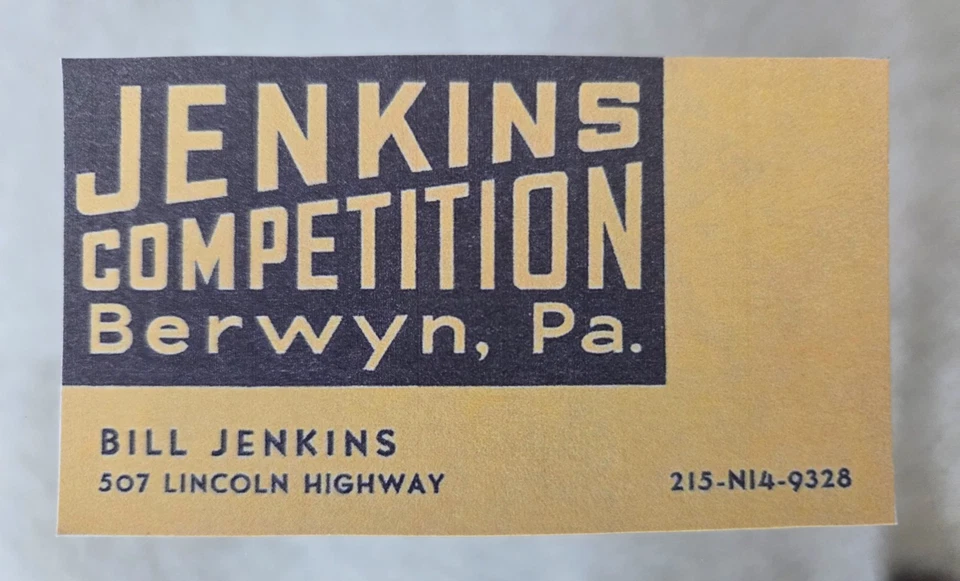 JENKINS
COMPETITION
Berwyn, Pa.
BILL JENKINS
507 LINCOLN HIGHWAY
215-NI4-9328